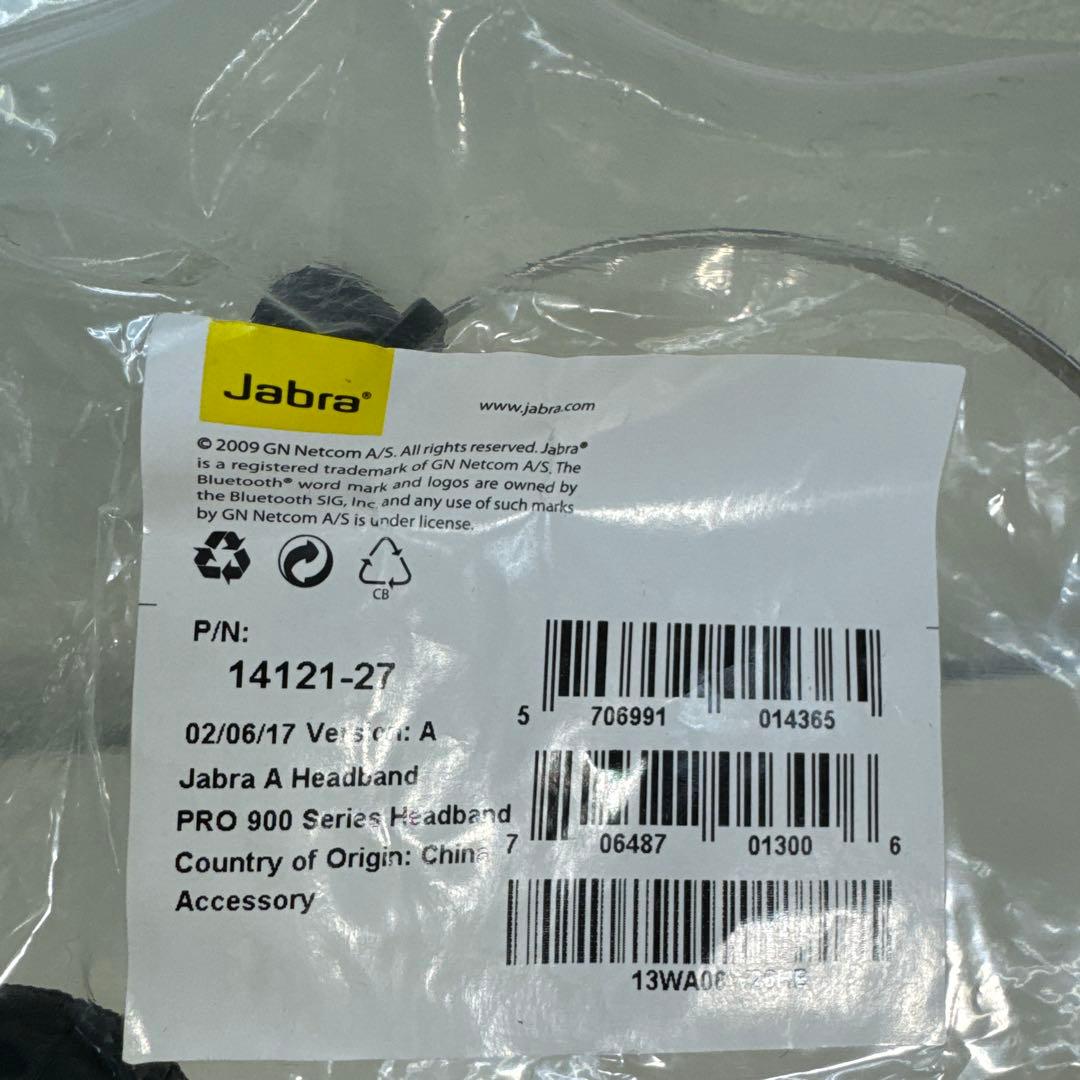 Jabra®
www.jabra.com
© 2009 GN Netcom A/S. All rights reserved. Jabra®
is a registered trademark of GN Netcom A/S. The
Bluetooth® word mark and logos are owned by
the Bluetooth SIG, Inc. and any use of such marks
by GN Netcom A/S is under license.
CB
P/N:
14121-27
5 706991 014365
02/06/17 Version: A
Jabra A Headband
PRO 900 Series Headband
7 06487 01300 6
Country of Origin: China
Accessory